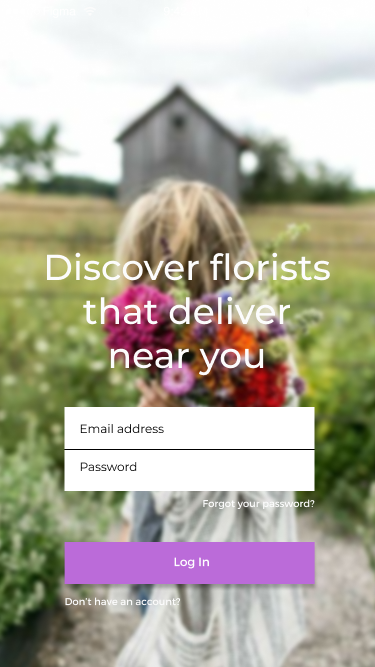 Discover florists
that deliver
near you
Email address
Password
Forgot your password?
Log In
Don't have an account?